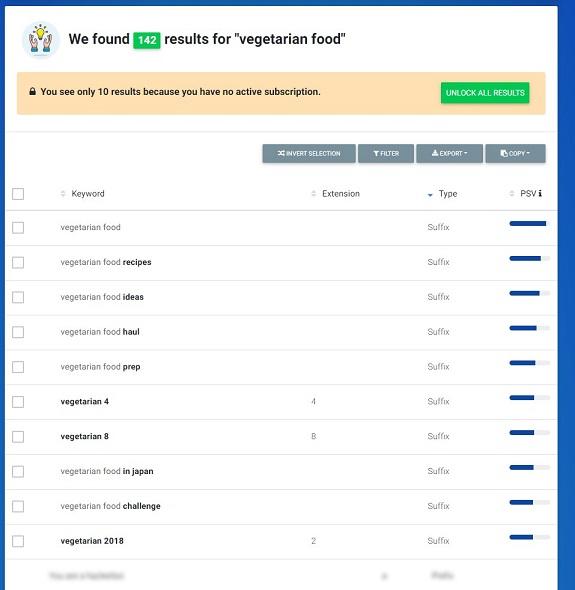 We found 142 results for "vegetarian food"
You see only 10 results because you have no active subscription.
UNLOCK ALL RESULTS
INVERT SELECTION FILTER EXPORT COPY
Keyword Extension Type PSV
vegetarian food Suffix
vegetarian food recipes Suffix
vegetarian food ideas Suffix
vegetarian food haul Suffix
vegetarian food prep Suffix
vegetarian 4 4 Suffix
vegetarian 8 8 Suffix
vegetarian food in japan Suffix
vegetarian food challenge Suffix
vegetarian 2018 2 Suffix